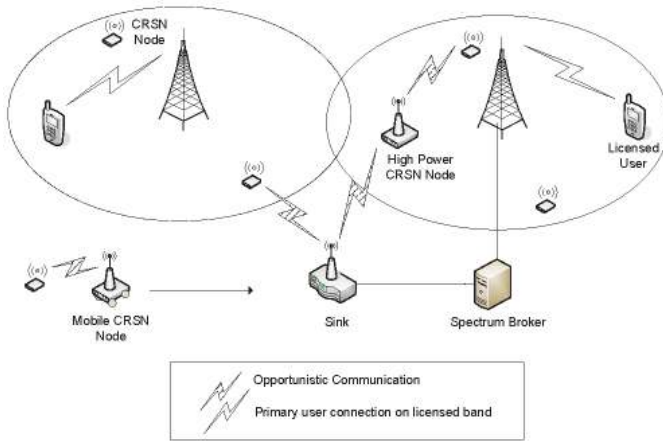 CRSN
Node
High Power
CRSN Node
Licensed
User
Mobile CRSN
Node
Sink
Spectrum Broker
Opportunistic Communication
Primary user connection on licensed band